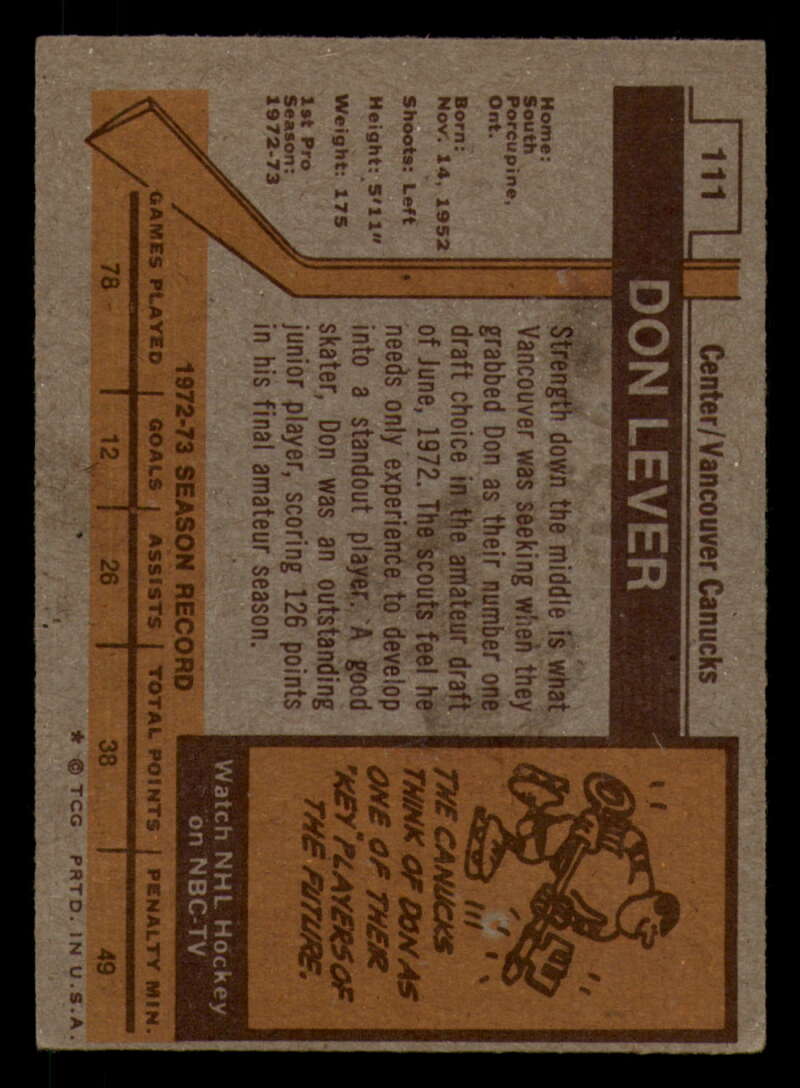 111
Center/Vancouver Canucks
DON LEVER
Home:
South
Porcupine,
Ont.
Born:
Nov. 14, 1952
Shoots: Left
Height: 5'11"
Weight: 175
1st Pro
Season:
1972-73
Strength down the middle is what
Vancouver was seeking when they
grabbed Don as their number one
draft choice in the amateur draft
of June, 1972. The scouts feel he
needs only experience to develop
into a standout player. A good
skater, Don was an outstanding
junior player, scoring 126 points
in his final amateur season.
THE CANUCKS
THINK OF DON AS
ONE OF THEIR
"KEY" PLAYERS OF
THE FUTURE.
Watch NHL Hockey
on NBC-TV
1972-73 SEASON RECORD
GAMES PLAYED GOALS ASSISTS TOTAL POINTS PENALTY MIN.
78 12 26 38 49
* © TCG PRTD. IN U.S.A.